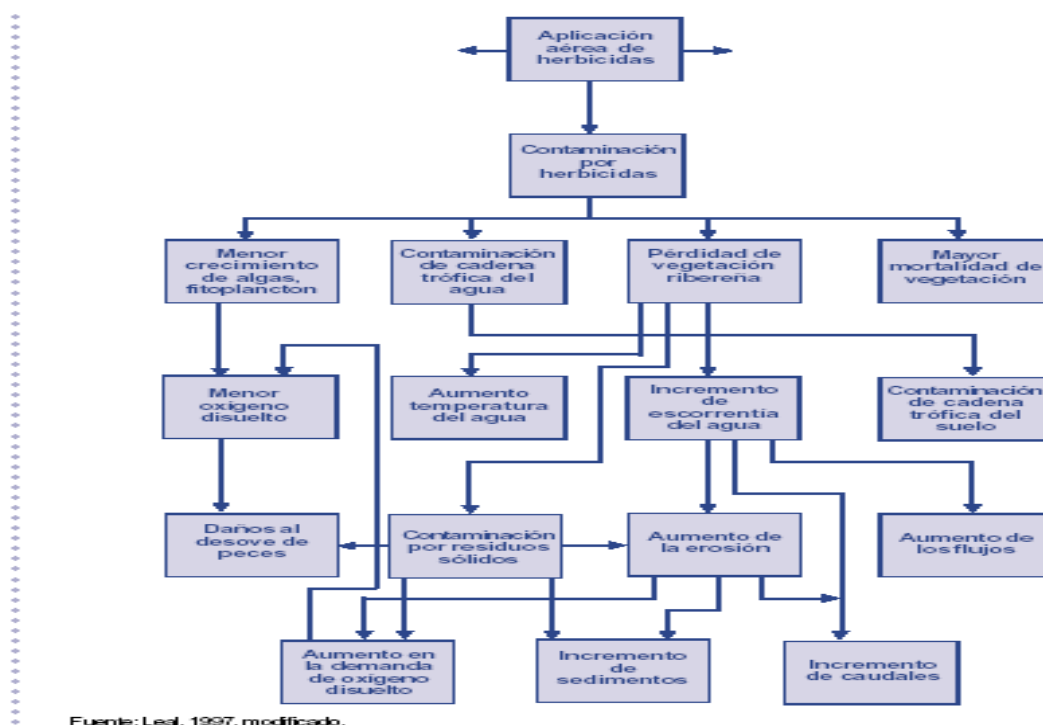 Aplicación
aérea de
herbicidas
Contaminación
por
herbicidas
Menor
crecimiento
de algas,
fitoplancton
Contaminación
de cadena
trófica del
agua
Pérdidad de
vegetación
ribereña
Mayor
mortalidad de
vegetación
Menor
oxígeno
disuelto
Aumento
temperatura
del agua
Incremento
de
escorrentía
del agua
Contaminación
de cadena
trófica del
suelo
Daños al
desove de
peces
Contaminación
por residuos
sólidos
Aumento de
la erosión
Aumento de
los flujos
Aumento en
la demanda
de oxígeno
disuelto
Incremento
de
sedimentos
Incremento
de caudales
Fuente: Leal, 1997, modificado.